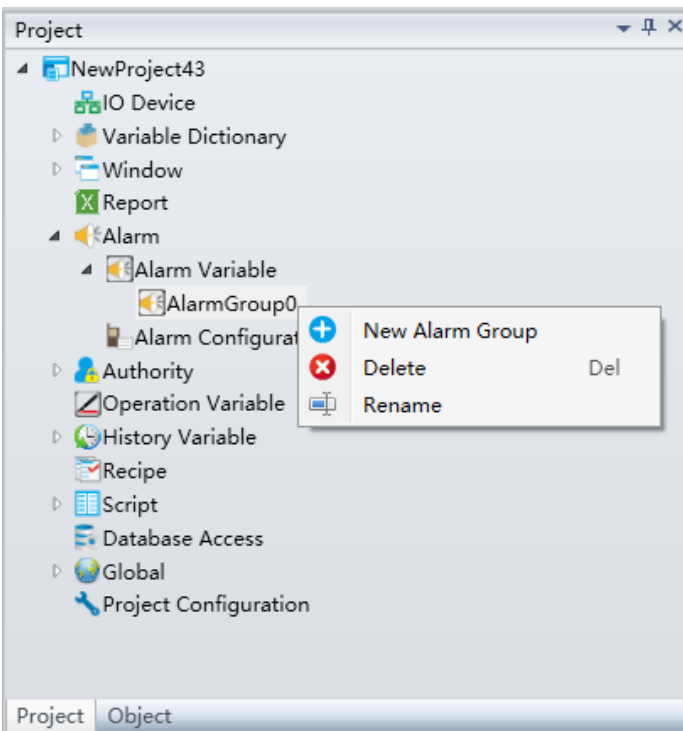 Project
NewProject43
IO Device
Variable Dictionary
Window
Report
Alarm
Alarm Variable
AlarmGroup0
New Alarm Group
Alarm Configurat
Delete Del
Authority
Rename
Operation Variable
History Variable
Recipe
Script
Database Access
Global
Project Configuration
Project Object